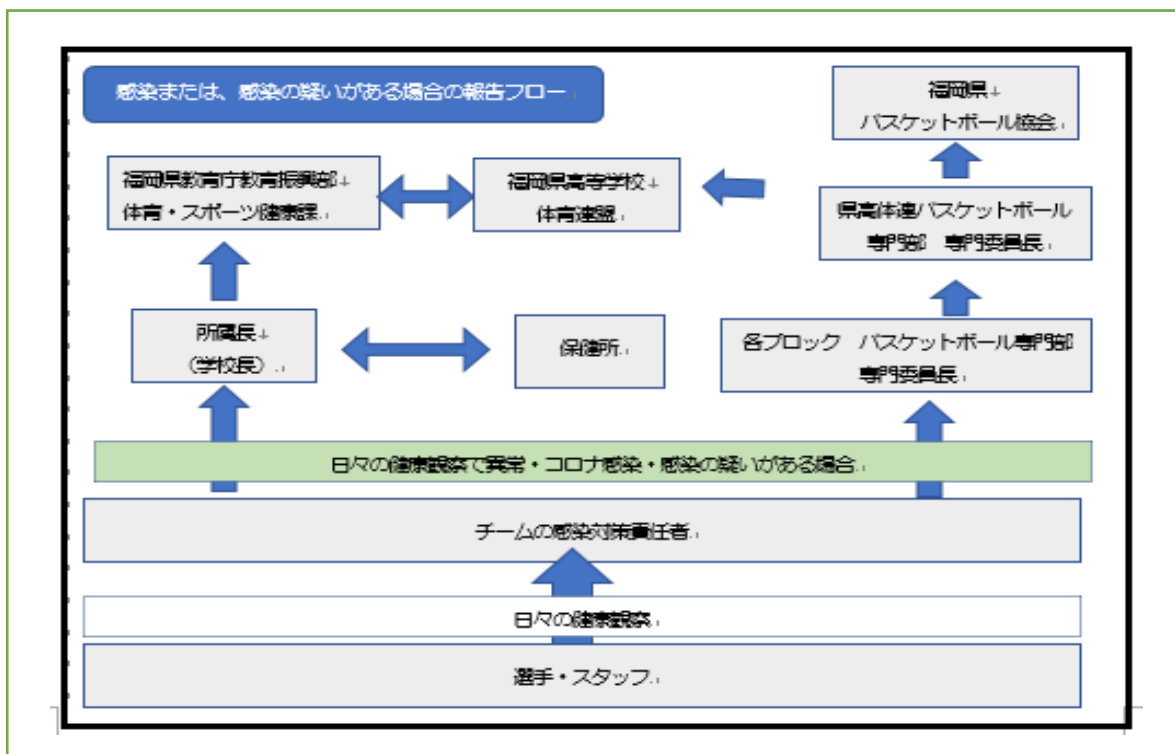 感染または、感染の疑いがある場合の報告フロー
福岡県
バスケットボール協会
福岡県教育庁教育振興部
体育・スポーツ健康課
福岡県高等学校
体育連盟
県高体連バスケットボール
専門部 専門委員長
所属長
（学校長）
保健所
各ブロック バスケットボール専門部
専門委員長
日々の健康観察で異常・コロナ感染・感染の疑いがある場合
チームの感染対策責任者
日々の健康観察
選手・スタッフ